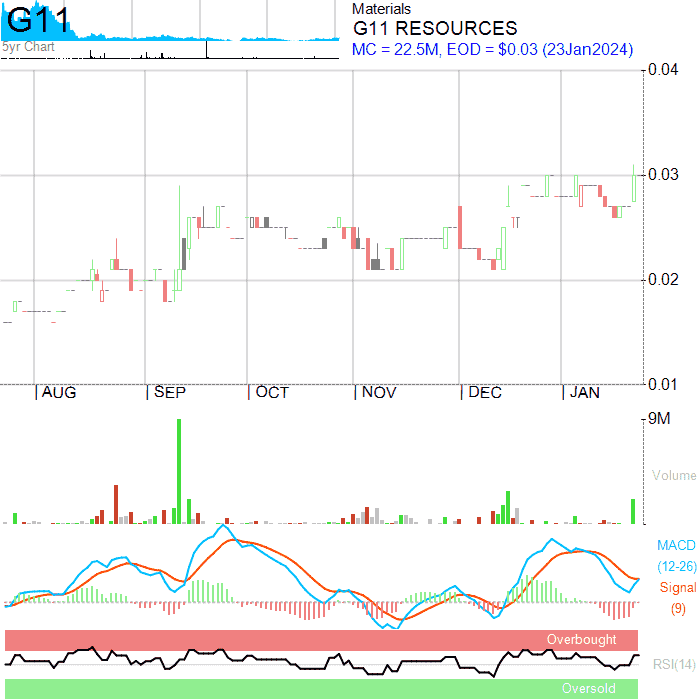 G11
5yr Chart
Materials
G11 RESOURCES
MC = 22.5M, EOD = $0.03 (23Jan2024)
0.04
0.03
0.02
0.01
AUG
SEP
OCT
NOV
DEC
JAN
9M
Volume
MACD
(12-26)
Signal
(9)
Overbought
RSI(14)
Oversold